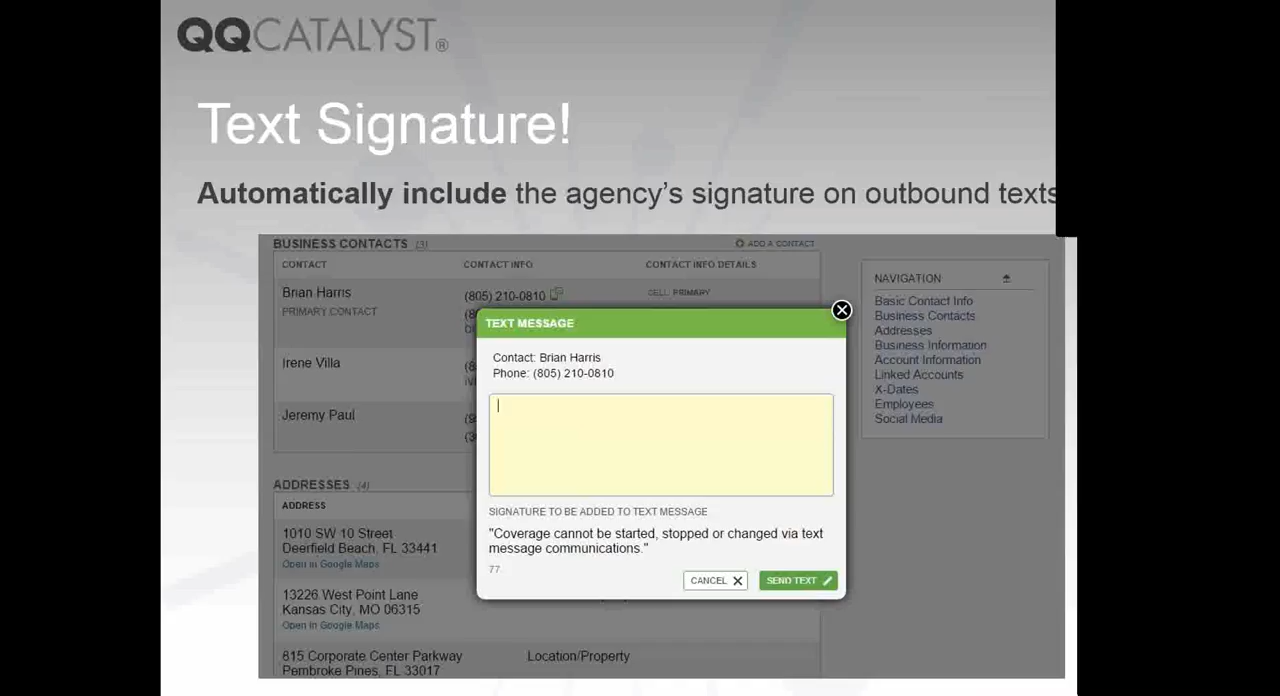 QQCATALYST®
Text Signature!
Automatically include the agency's signature on outbound texts
BUSINESS CONTACTS (3)
ADD A CONTACT
CONTACT CONTACT INFO CONTACT INFO DETAILS
Brian Harris (805) 210-0810 CELL: PRIMARY
PRIMARY CONTACT
Irene Villa
Jeremy Paul
NAVIGATION
Basic Contact Info
Business Contacts
Addresses
Business Information
Account Information
Linked Accounts
X-Dates
Employees
Social Media
TEXT MESSAGE
Contact: Brian Harris
Phone: (805) 210-0810
SIGNATURE TO BE ADDED TO TEXT MESSAGE
"Coverage cannot be started, stopped or changed via text
message communications."
77
CANCEL SEND TEXT
ADDRESSES (4)
ADDRESS
1010 SW 10 Street
Deerfield Beach, FL 33441
Open in Google Maps
13226 West Point Lane
Kansas City, MO 06315
Open in Google Maps
815 Corporate Center Parkway Location/Property
Pembroke Pines, FL 33017